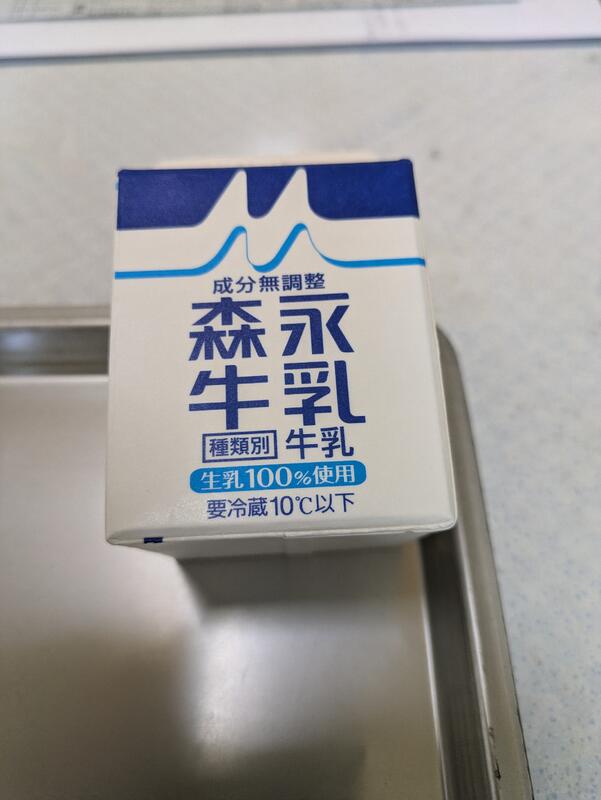 成分無調整
森永
牛乳
種類別 牛乳
生乳100%使用
要冷蔵10℃以下